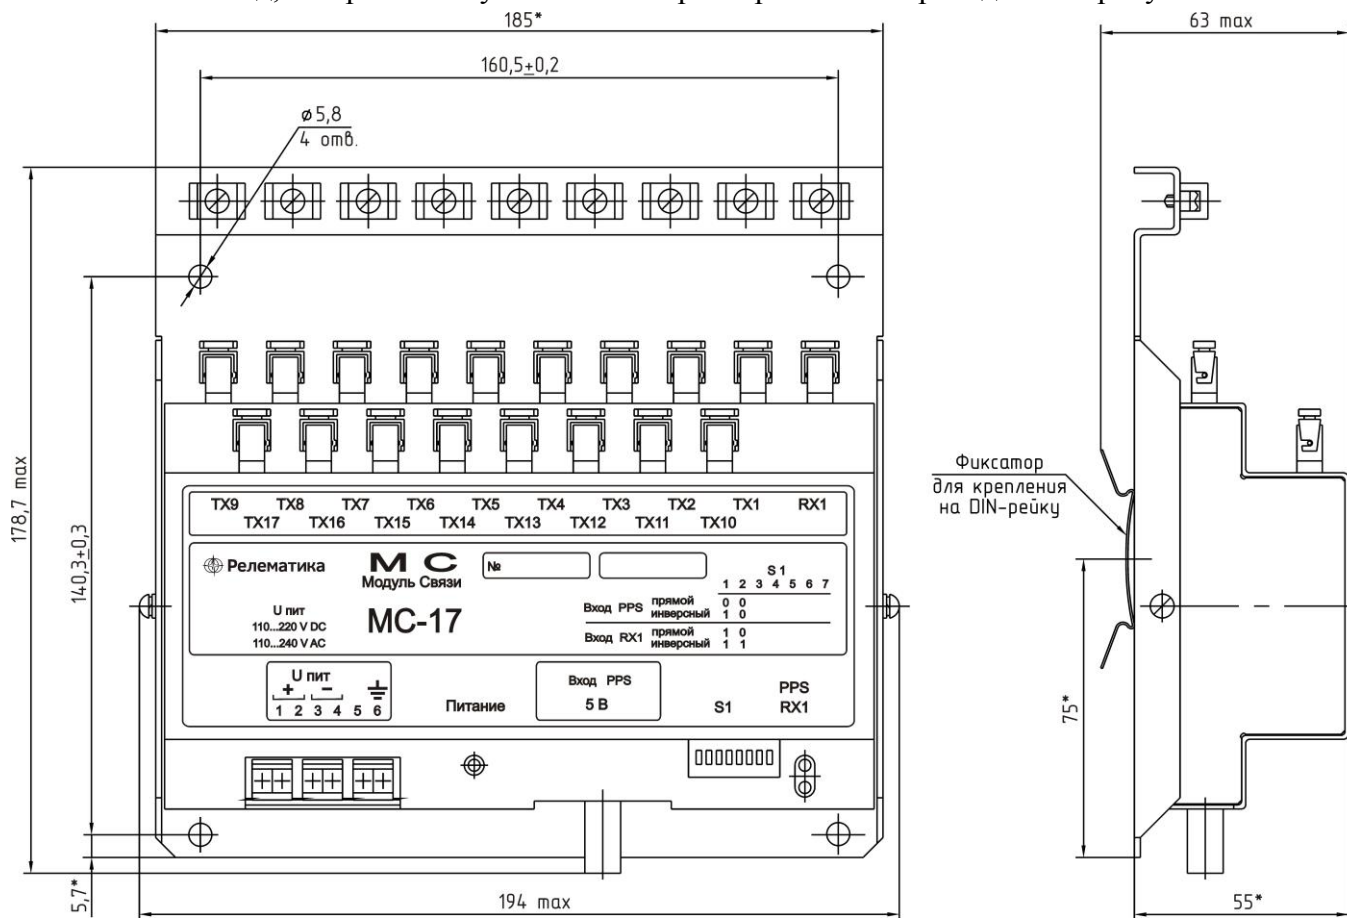 185*
63 max
160,5±0,2
ø5,8
4 отв.
178,7 max
140,3±0,3
5,7*
194 max
Фиксатор
для крепления
на DIN-рейку
75*
55*
TX9 TX8 TX7 TX6 TX5 TX4 TX3 TX2 TX1 RX1
TX17 TX16 TX15 TX14 TX13 TX12 TX11 TX10
Релематика
М С
Модуль Связи
МС-17
№
U пит
110...220 V DC
110...240 V AC
S 1
1 2 3 4 5 6 7
Вход PPS прямой 0 0
инверсный 1 0
Вход RX1 прямой 1 0
инверсный 1 1
U пит
+ −
1 2 3 4 5 6
Питание
Вход PPS
5 В
S1
PPS
RX1